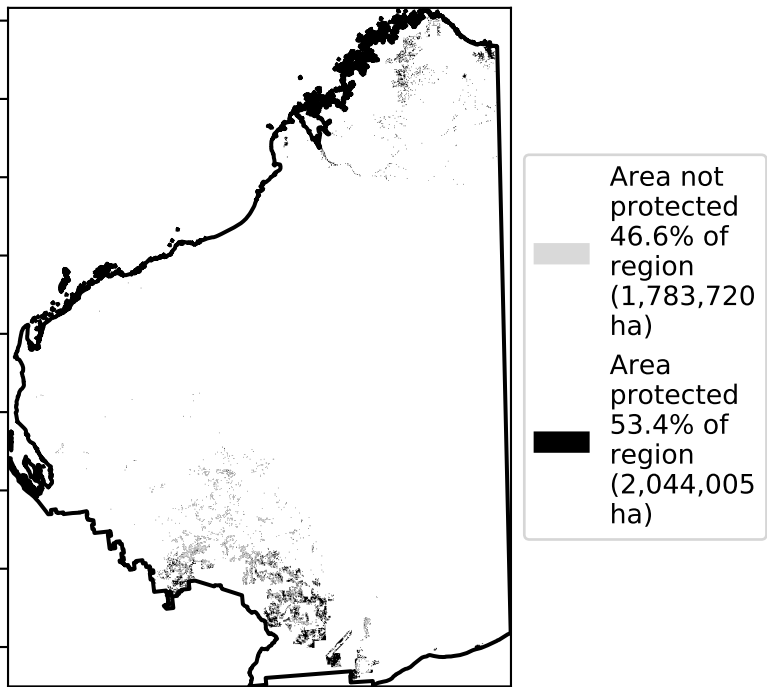 Area not
protected
46.6% of
region
(1,783,720
ha)
Area
protected
53.4% of
region
(2,044,005
ha)